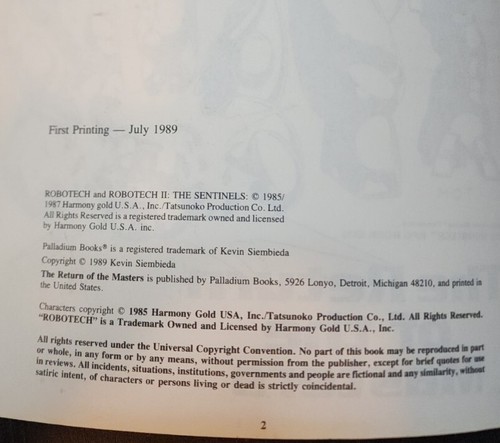 First Printing — July 1989
ROBOTECH and ROBOTECH II: THE SENTINELS: © 1985/
1987 Harmony gold U.S.A., Inc./Tatsunoko Production Co. Ltd.
All Rights Reserved is a registered trademark owned and licensed
by Harmony Gold U.S.A. inc.
Palladium Books® is a registered trademark of Kevin Siembieda
Copyright © 1989 Kevin Siembieda
The Return of the Masters is published by Palladium Books, 5926 Lonyo, Detroit, Michigan 48210, and printed in
the United States.
Characters copyright © 1985 Harmony Gold USA, Inc./Tatsunoko Production Co., Ltd. All Rights Reserved.
"ROBOTECH" is a Trademark Owned and Licensed by Harmony Gold U.S.A., Inc.
All rights reserved under the Universal Copyright Convention. No part of this book may be reproduced in part
or whole, in any form or by any means, without permission from the publisher, except for brief quotes for use
in reviews. All incidents, situations, institutions, governments and people are fictional and any similarity, without
satiric intent, of characters or persons living or dead is strictly coincidental.
2